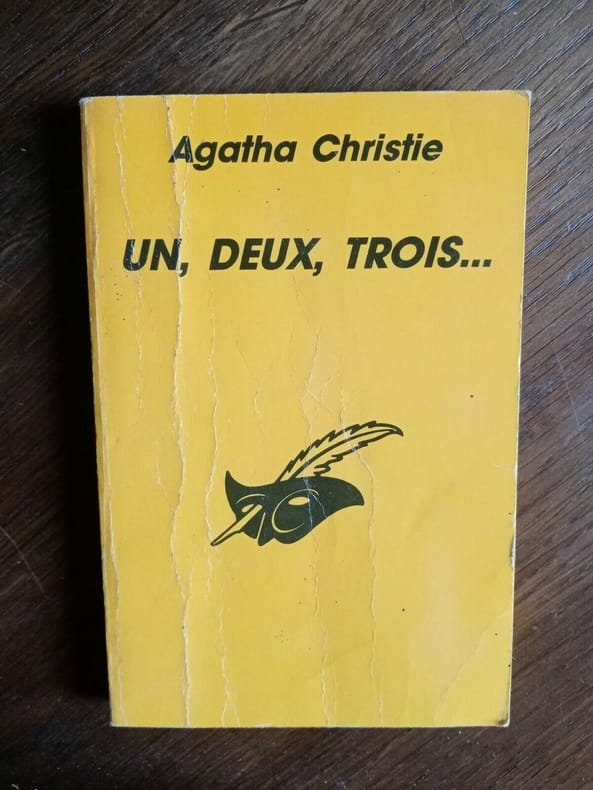 Agatha Christie
UN, DEUX, TROIS...